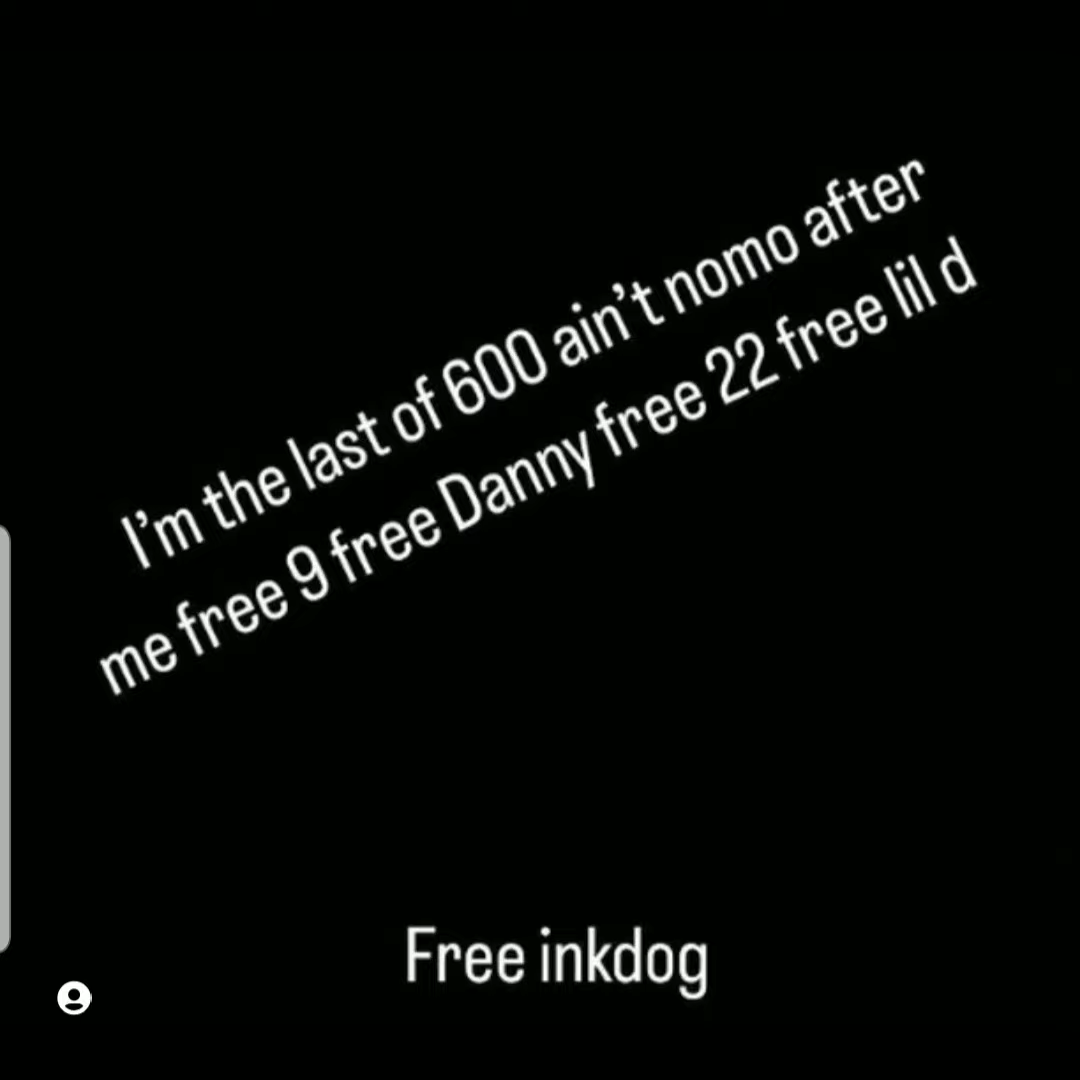 I'm the last of 600 ain't nomo after
me free 9 free Danny free 22 free lil d
Free inkdog